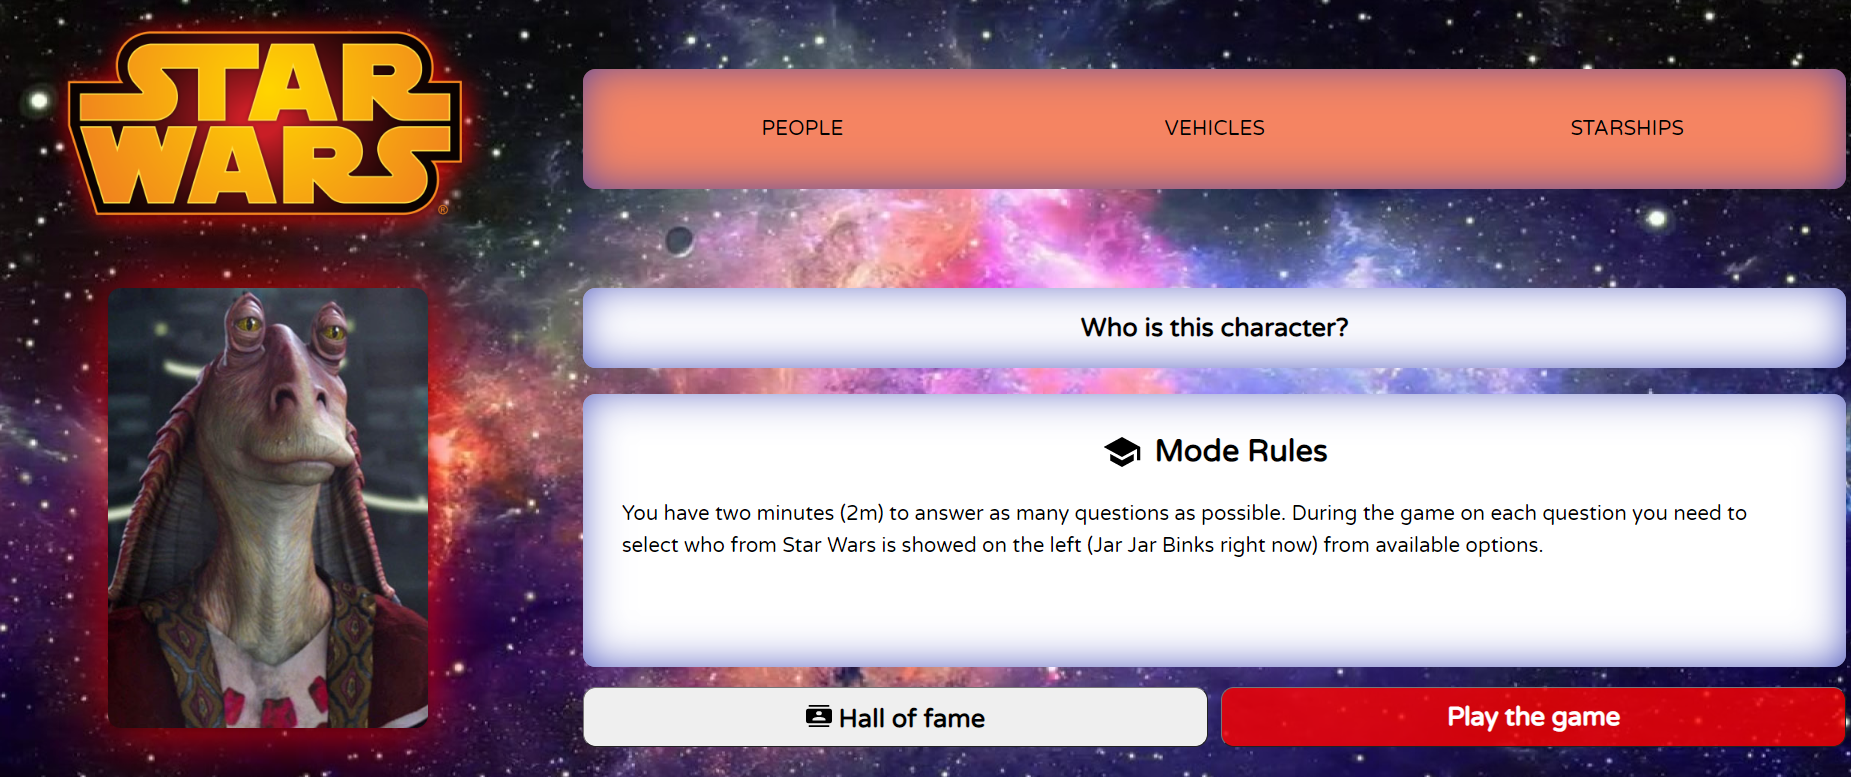 STAR
WARS
®
PEOPLE VEHICLES STARSHIPS
Who is this character?
Mode Rules
You have two minutes (2m) to answer as many questions as possible. During the game on each question you need to
select who from Star Wars is showed on the left (Jar Jar Binks right now) from available options.
Hall of fame
Play the game